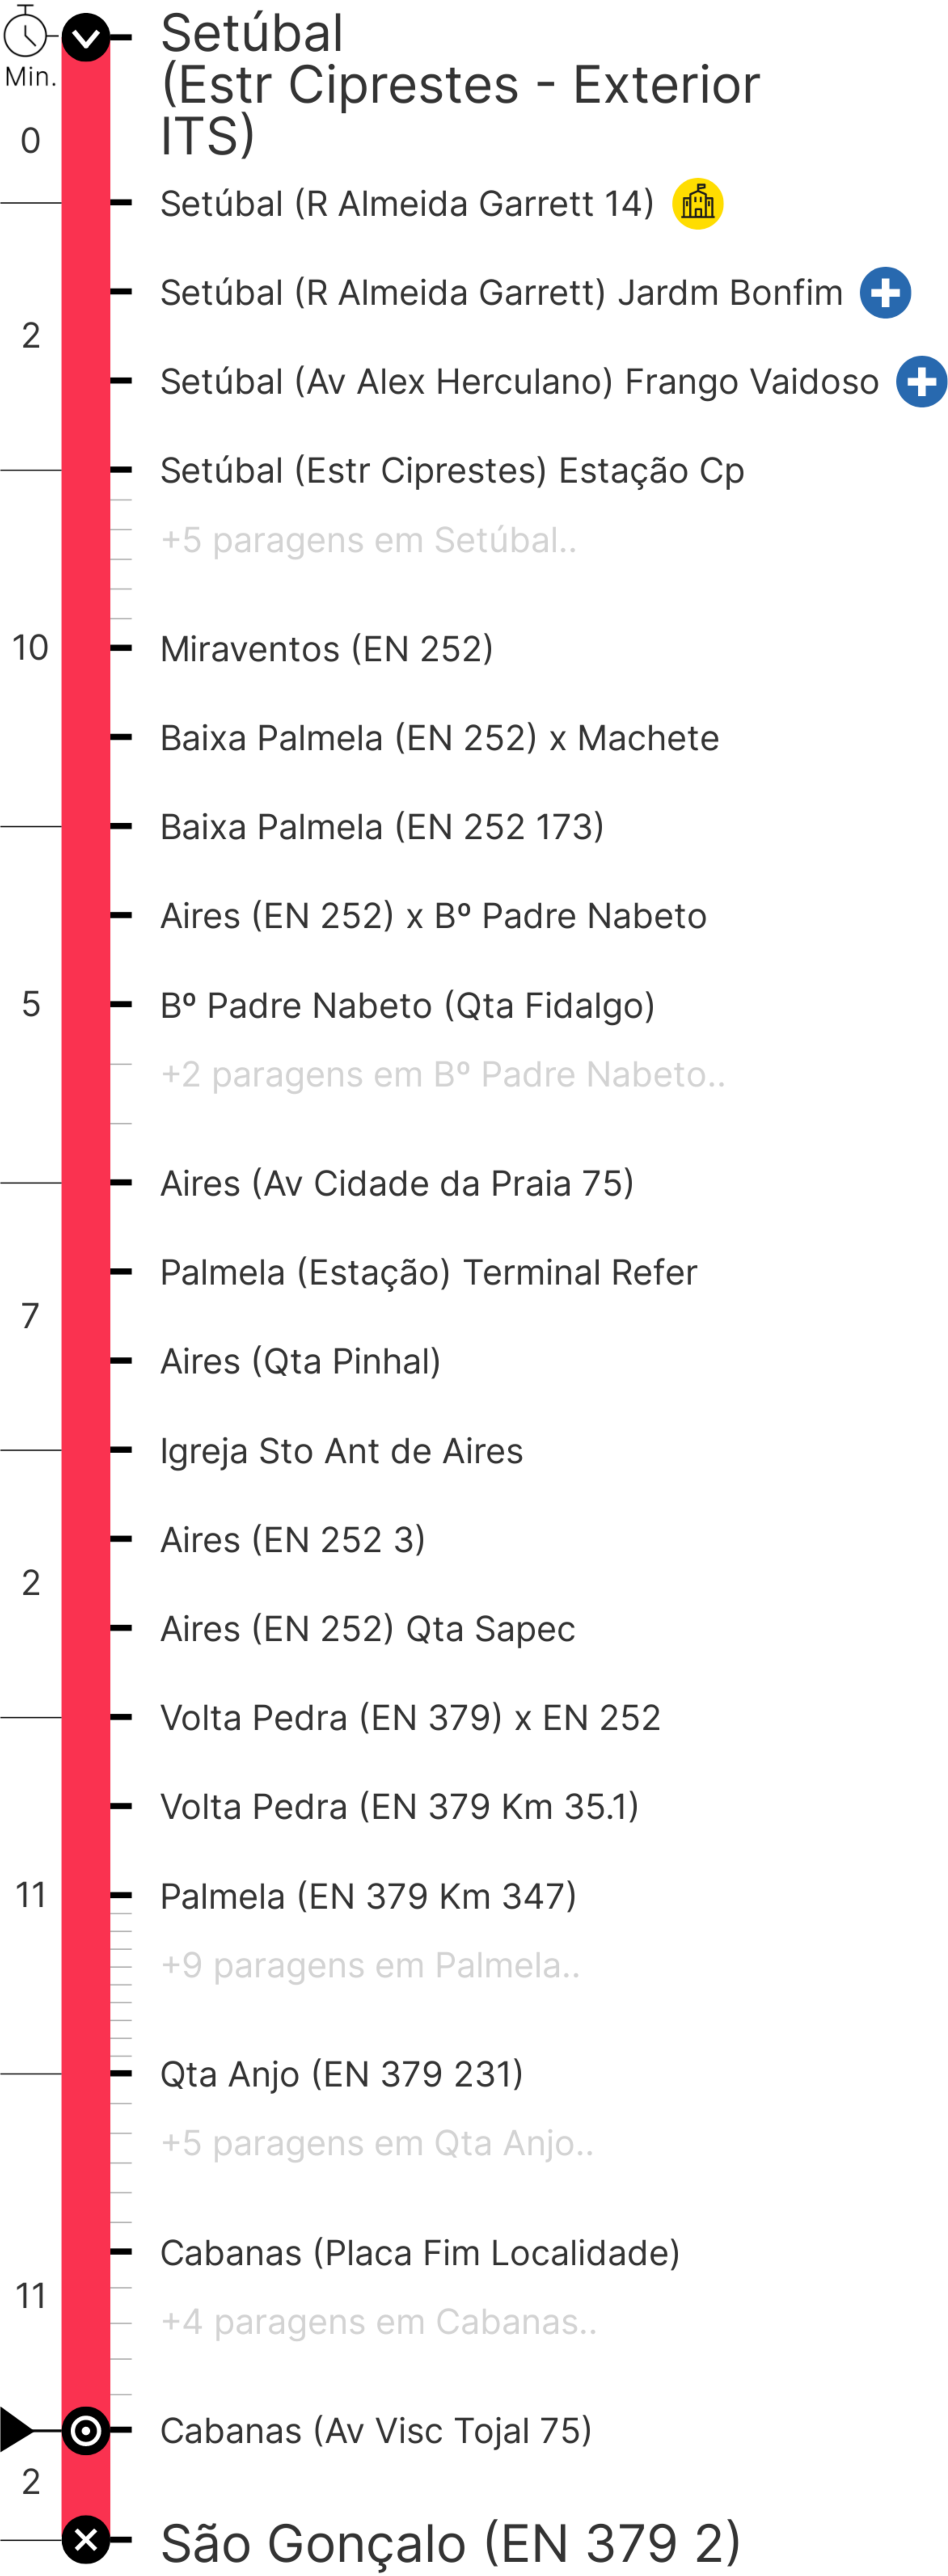 Min.
Setúbal
(Estr Ciprestes - Exterior
ITS)
0
Setúbal (R Almeida Garrett 14)
Setúbal (R Almeida Garrett) Jardm Bonfim
2
Setúbal (Av Alex Herculano) Frango Vaidoso
Setúbal (Estr Ciprestes) Estação Cp
+5 paragens em Setúbal..
10
Miraventos (EN 252)
Baixa Palmela (EN 252) x Machete
Baixa Palmela (EN 252 173)
Aires (EN 252) x Bº Padre Nabeto
5
Bº Padre Nabeto (Qta Fidalgo)
+2 paragens em Bº Padre Nabeto..
Aires (Av Cidade da Praia 75)
Palmela (Estação) Terminal Refer
7
Aires (Qta Pinhal)
Igreja Sto Ant de Aires
Aires (EN 252 3)
2
Aires (EN 252) Qta Sapec
Volta Pedra (EN 379) x EN 252
Volta Pedra (EN 379 Km 35.1)
11
Palmela (EN 379 Km 347)
+9 paragens em Palmela..
Qta Anjo (EN 379 231)
+5 paragens em Qta Anjo..
Cabanas (Placa Fim Localidade)
11
+4 paragens em Cabanas..
Cabanas (Av Visc Tojal 75)
2
São Gonçalo (EN 379 2)